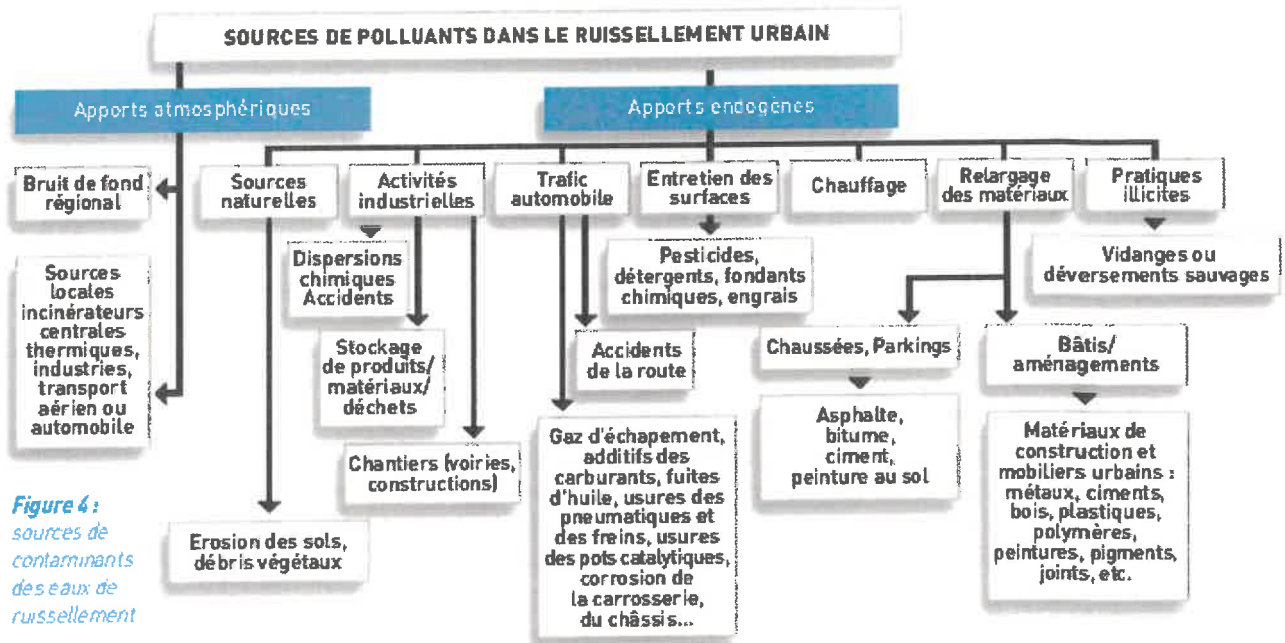 SOURCES DE POLLUANTS DANS LE RUISSELLEMENT URBAIN
Apports atmosphériques
Apports endogènes
Bruit de fond
régional
Sources
naturelles
Activités
industrielles
Trafic
automobile
Entretien des
surfaces
Chauffage
Relargage
des matériaux
Pratiques
illicites
Sources
locales
incinérateurs
centrales
thermiques,
industries,
transport
aérien ou
automobile
Dispersions
chimiques
Accidents
Pesticides,
détergents, fondants
chimiques, engrais
Vidanges ou
déversements sauvages
Stockage
de produits/
matériaux/
déchets
Accidents
de la route
Chaussées, Parkings
Bâtis/
aménagements
Chantiers (voiries,
constructions)
Gaz d'échapement,
additifs des
carburants, fuites
d'huile, usures des
pneumatiques et
des freins, usures
des pots catalytiques,
corrosion de
la carrosserie,
du châssis...
Asphalte,
bitume,
ciment,
peinture au sol
Matériaux de
construction et
mobiliers urbains :
métaux, ciments,
bois, plastiques,
polymères,
peintures, pigments,
joints, etc.
Erosion des sols,
débris végétaux
Figure 4 :
sources de
contaminants
des eaux de
ruissellement